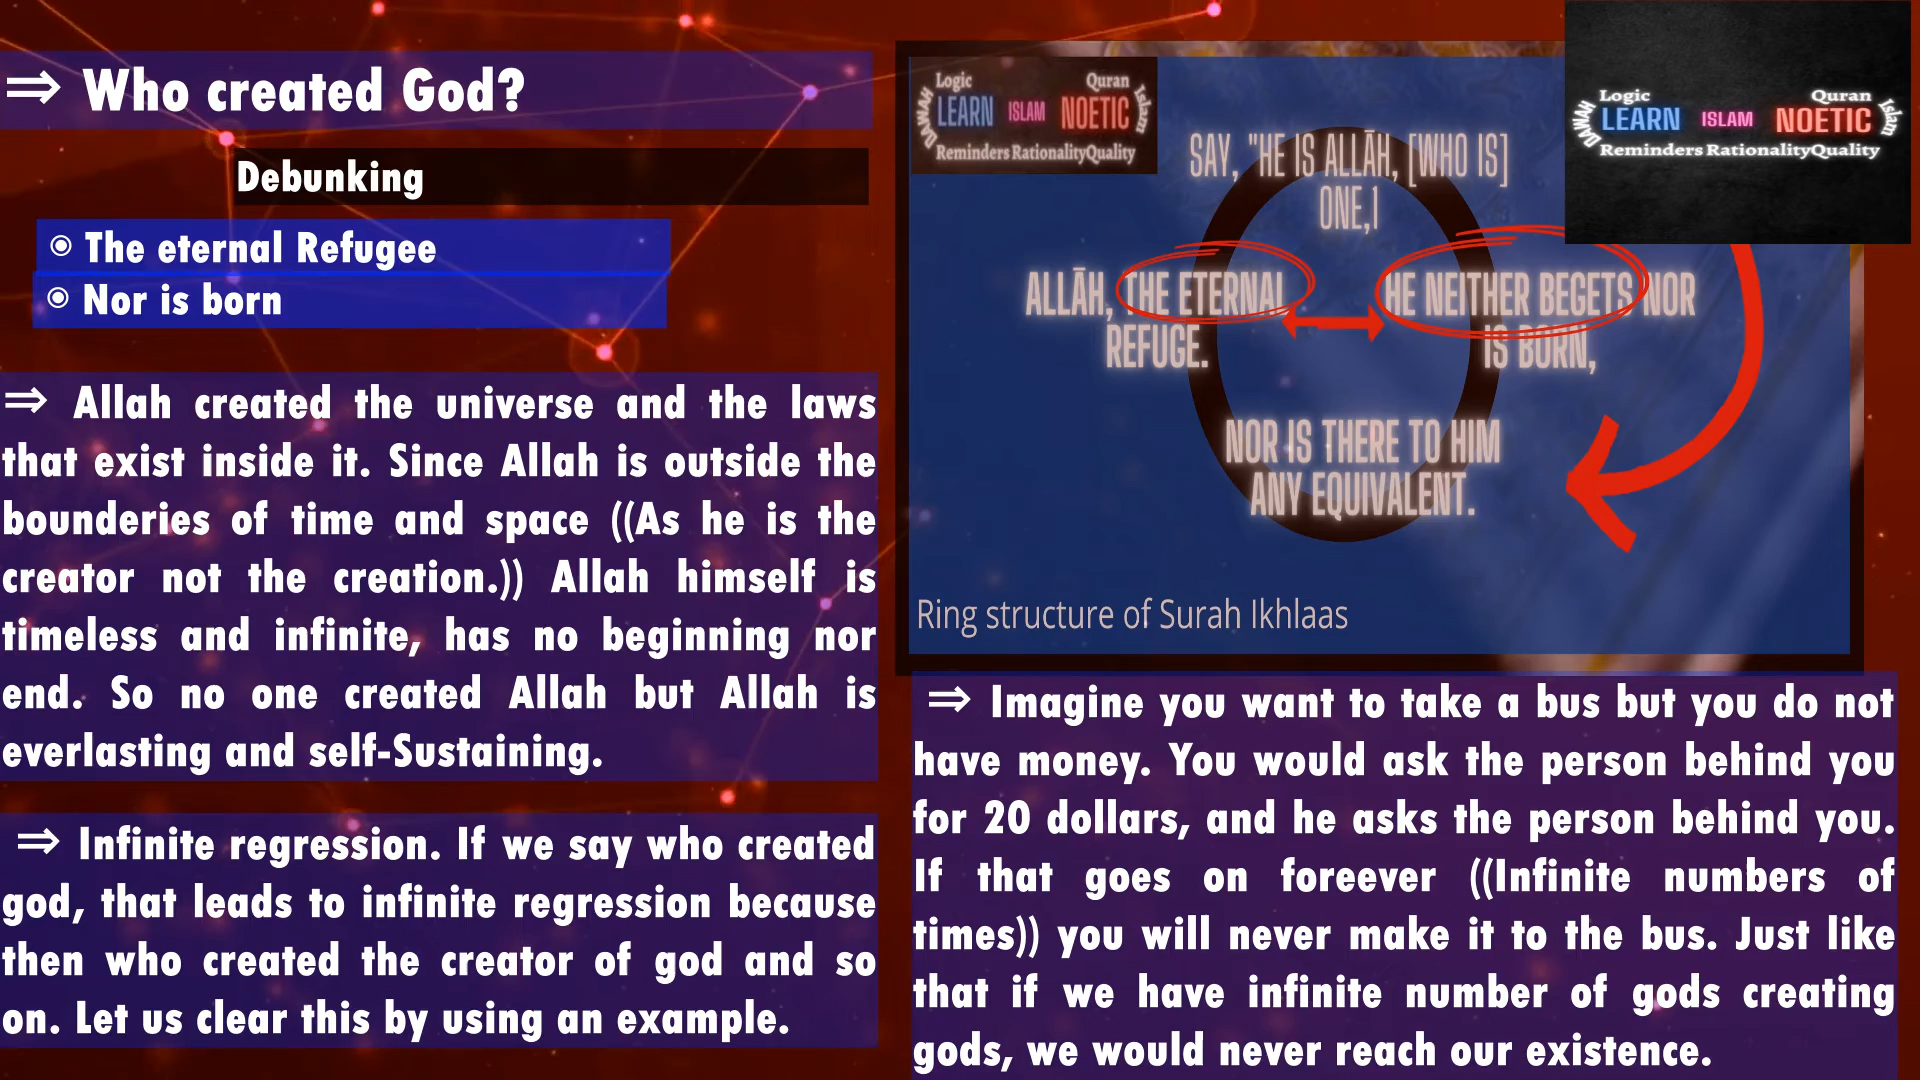 ⇒ Who created God?
Debunking
◉ The eternal Refugee
◉ Nor is born
⇒ Allah created the universe and the laws
that exist inside it. Since Allah is outside the
bounderies of time and space ((As he is the
creator not the creation.)) Allah himself is
timeless and infinite, has no beginning nor
end. So no one created Allah but Allah is
everlasting and self-Sustaining.
⇒ Infinite regression. If we say who created
god, that leads to infinite regression because
then who created the creator of god and so
on. Let us clear this by using an example.
Logic Quran
DAWAH LEARN ISLAM NOETIC Islam
Reminders Rationality Quality
Logic Quran
DAWAH LEARN ISLAM NOETIC Islam
Reminders Rationality Quality
SAY, "HE IS ALLĀH, [WHO IS]
ONE,1
ALLĀH, THE ETERNAL
REFUGE.
HE NEITHER BEGETS NOR
IS BORN,
NOR IS THERE TO HIM
ANY EQUIVALENT.
Ring structure of Surah Ikhlaas
⇒ Imagine you want to take a bus but you do not
have money. You would ask the person behind you
for 20 dollars, and he asks the person behind you.
If that goes on foreever ((Infinite numbers of
times)) you will never make it to the bus. Just like
that if we have infinite number of gods creating
gods, we would never reach our existence.